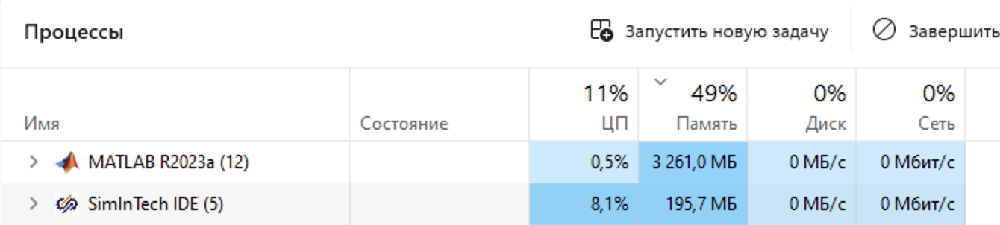 Процессы Запустить новую задачу Завершить
11% 49% 0% 0%
Имя Состояние ЦП Память Диск Сеть
MATLAB R2023a (12) 0,5% 3 261,0 МБ 0 МБ/с 0 Мбит/с
SimInTech IDE (5) 8,1% 195,7 МБ 0 МБ/с 0 Мбит/с